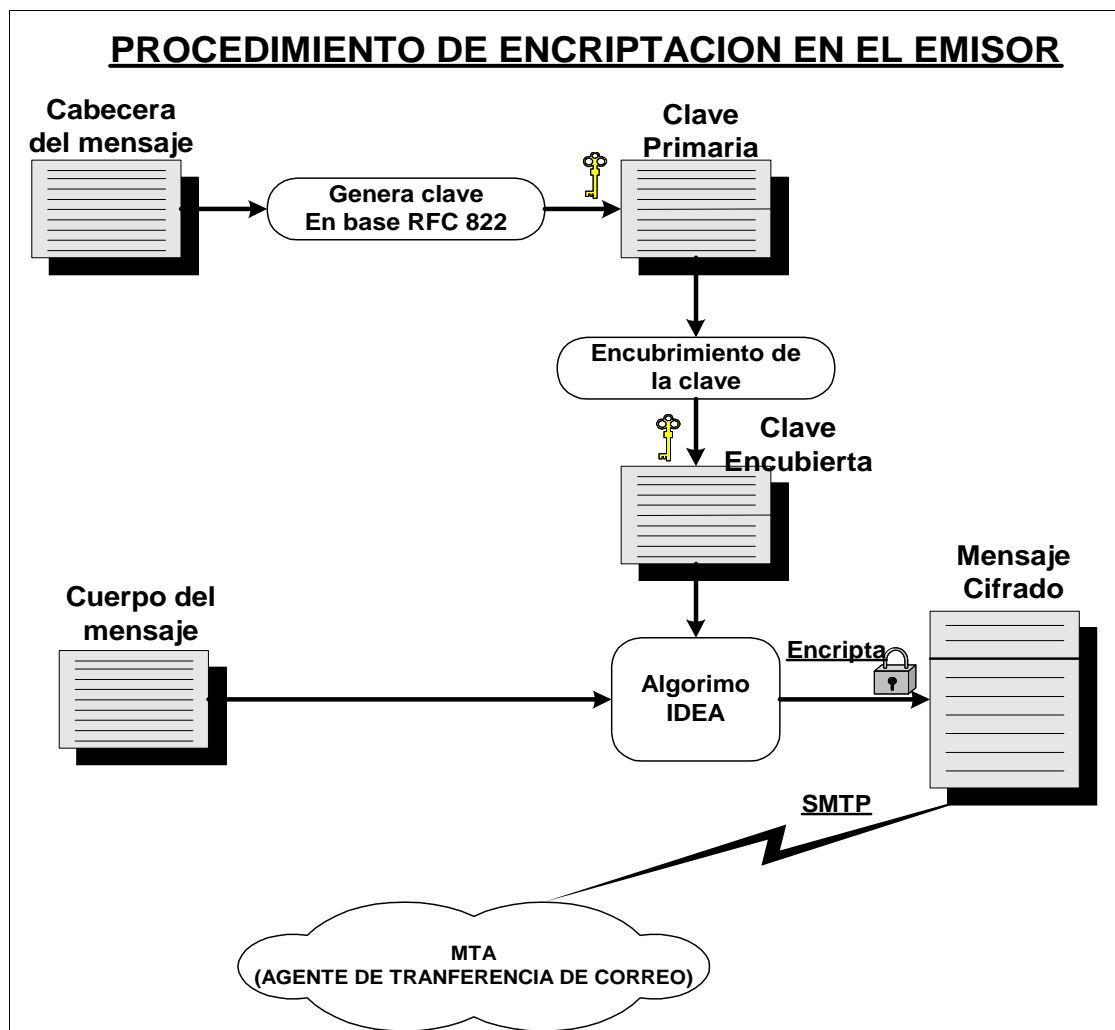 PROCEDIMIENTO DE ENCRIPTACION EN EL EMISOR
Cabecera
del mensaje
Genera clave
En base RFC 822
Clave
Primaria
Encubrimiento de
la clave
Clave
Encubierta
Cuerpo del
mensaje
Algorimo
IDEA
Encripta
Mensaje
Cifrado
SMTP
MTA
(AGENTE DE TRANFERENCIA DE CORREO)